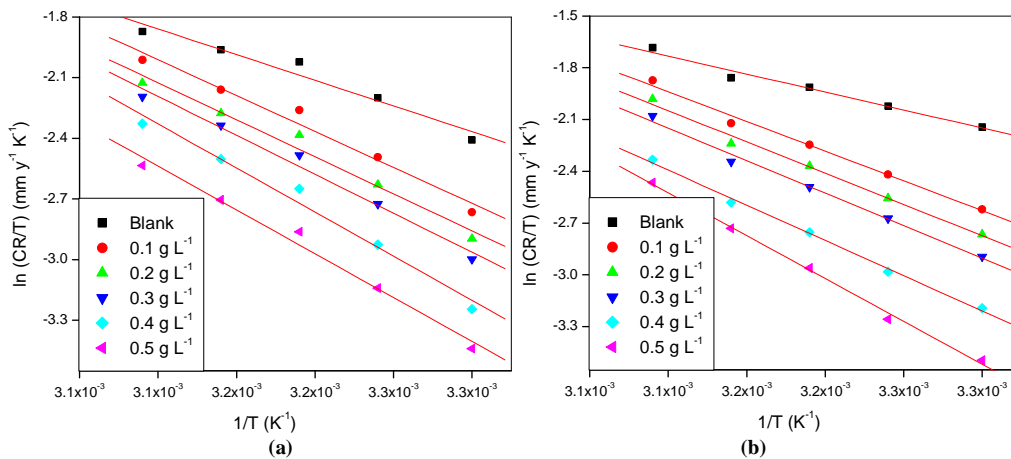 -1.8
-2.1
-2.4
-2.7
-3.0
-3.3
ln (CR/T) (mm y⁻¹ K⁻¹)
Blank
0.1 g L⁻¹
0.2 g L⁻¹
0.3 g L⁻¹
0.4 g L⁻¹
0.5 g L⁻¹
3.1x10⁻³ 3.1x10⁻³ 3.2x10⁻³ 3.2x10⁻³ 3.3x10⁻³ 3.3x10⁻³
1/T (K⁻¹)
(a)
-1.5
-1.8
-2.1
-2.4
-2.7
-3.0
-3.3
ln (CR/T) (mm y⁻¹ K⁻¹)
Blank
0.1 g L⁻¹
0.2 g L⁻¹
0.3 g L⁻¹
0.4 g L⁻¹
0.5 g L⁻¹
3.1x10⁻³ 3.1x10⁻³ 3.2x10⁻³ 3.2x10⁻³ 3.3x10⁻³ 3.3x10⁻³
1/T (K⁻¹)
(b)